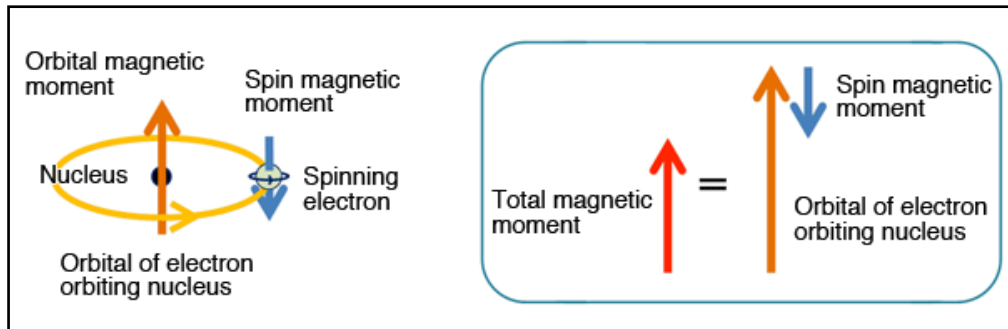 Orbital magnetic
moment
Spin magnetic
moment
Nucleus
Spinning
electron
Orbital of electron
orbiting nucleus
Total magnetic
moment
=
Spin magnetic
moment
Orbital of electron
orbiting nucleus